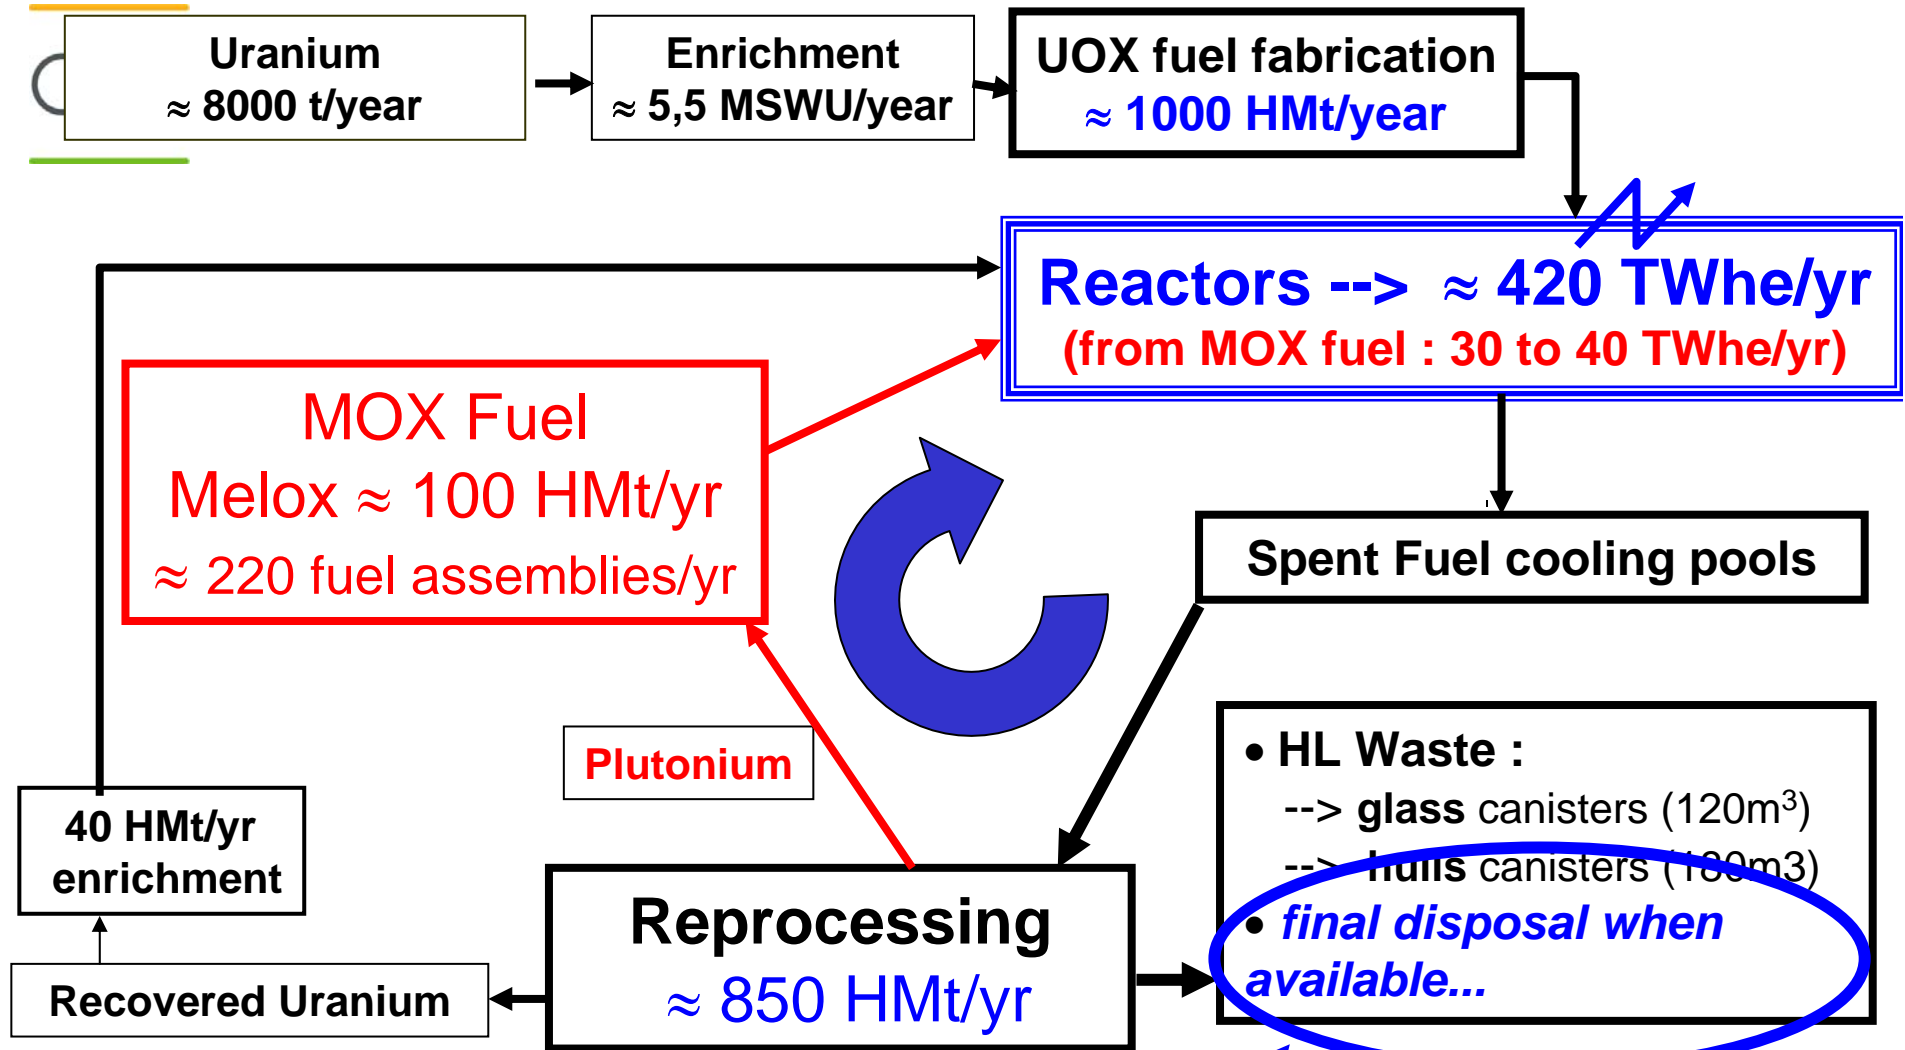 Uranium
≈ 8000 t/year
Enrichment
≈ 5,5 MSWU/year
UOX fuel fabrication
≈ 1000 HMt/year
Reactors --> ≈ 420 TWhe/yr
(from MOX fuel : 30 to 40 TWhe/yr)
MOX Fuel
Melox ≈ 100 HMt/yr
≈ 220 fuel assemblies/yr
Spent Fuel cooling pools
Plutonium
• HL Waste :
--> glass canisters (120m³)
--> hulls canisters (180m3)
• final disposal when
available...
40 HMt/yr
enrichment
Reprocessing
≈ 850 HMt/yr
Recovered Uranium